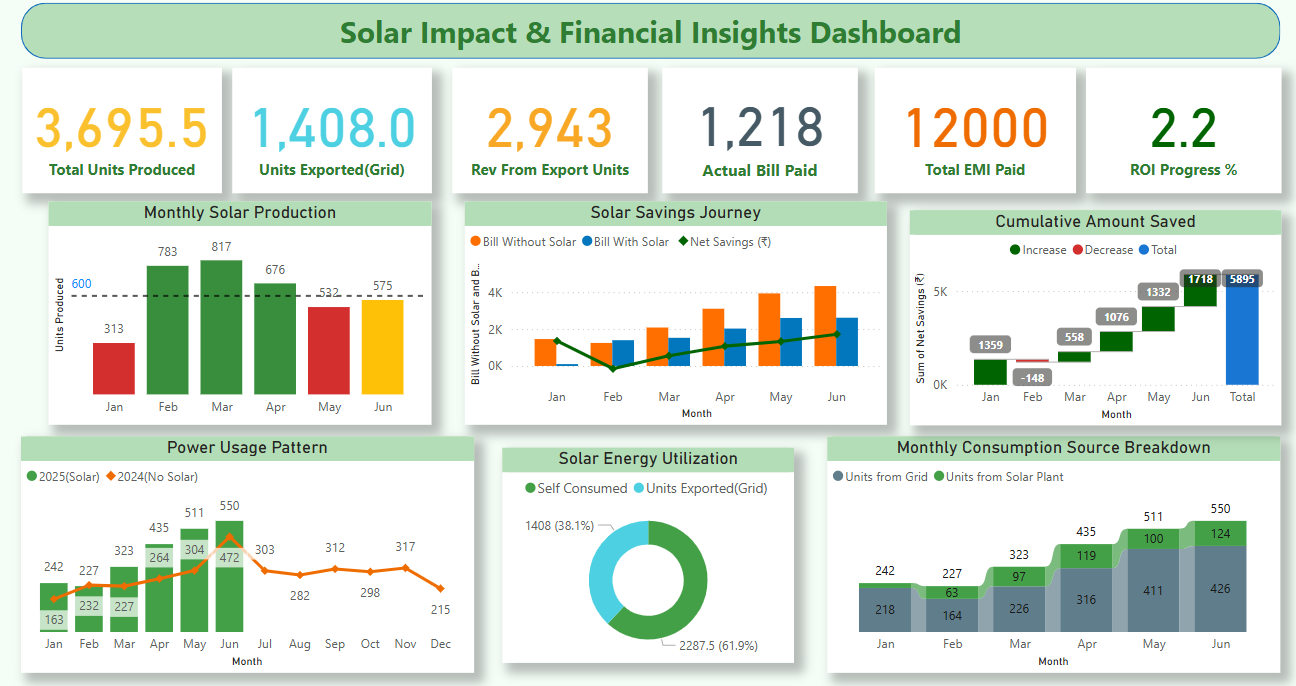 Solar Impact & Financial Insights Dashboard
3,695.5
Total Units Produced
1,408.0
Units Exported(Grid)
2,943
Rev From Export Units
1,218
Actual Bill Paid
12000
Total EMI Paid
2.2
ROI Progress %
Monthly Solar Production
Units Produced
600
313
783
817
676
532
575
Jan Feb Mar Apr May Jun
Solar Savings Journey
Bill Without Solar Bill With Solar Net Savings (₹)
Bill Without Solar and B...
4K
2K
0K
Jan Feb Mar Apr May Jun
Month
Cumulative Amount Saved
Increase Decrease Total
Sum of Net Savings (₹)
5K
0K
1359
-148
558
1076
1332
1718
5895
Jan Feb Mar Apr May Jun Total
Month
Power Usage Pattern
2025(Solar) 2024(No Solar)
242 227 323 435 511 550
163 232 227 264 304 472 303 282 312 298 317 215
Jan Feb Mar Apr May Jun Jul Aug Sep Oct Nov Dec
Month
Solar Energy Utilization
Self Consumed Units Exported(Grid)
1408 (38.1%)
2287.5 (61.9%)
Monthly Consumption Source Breakdown
Units from Grid Units from Solar Plant
242 227 323 435 511 550
63 97 119 100 124
218 164 226 316 411 426
Jan Feb Mar Apr May Jun
Month